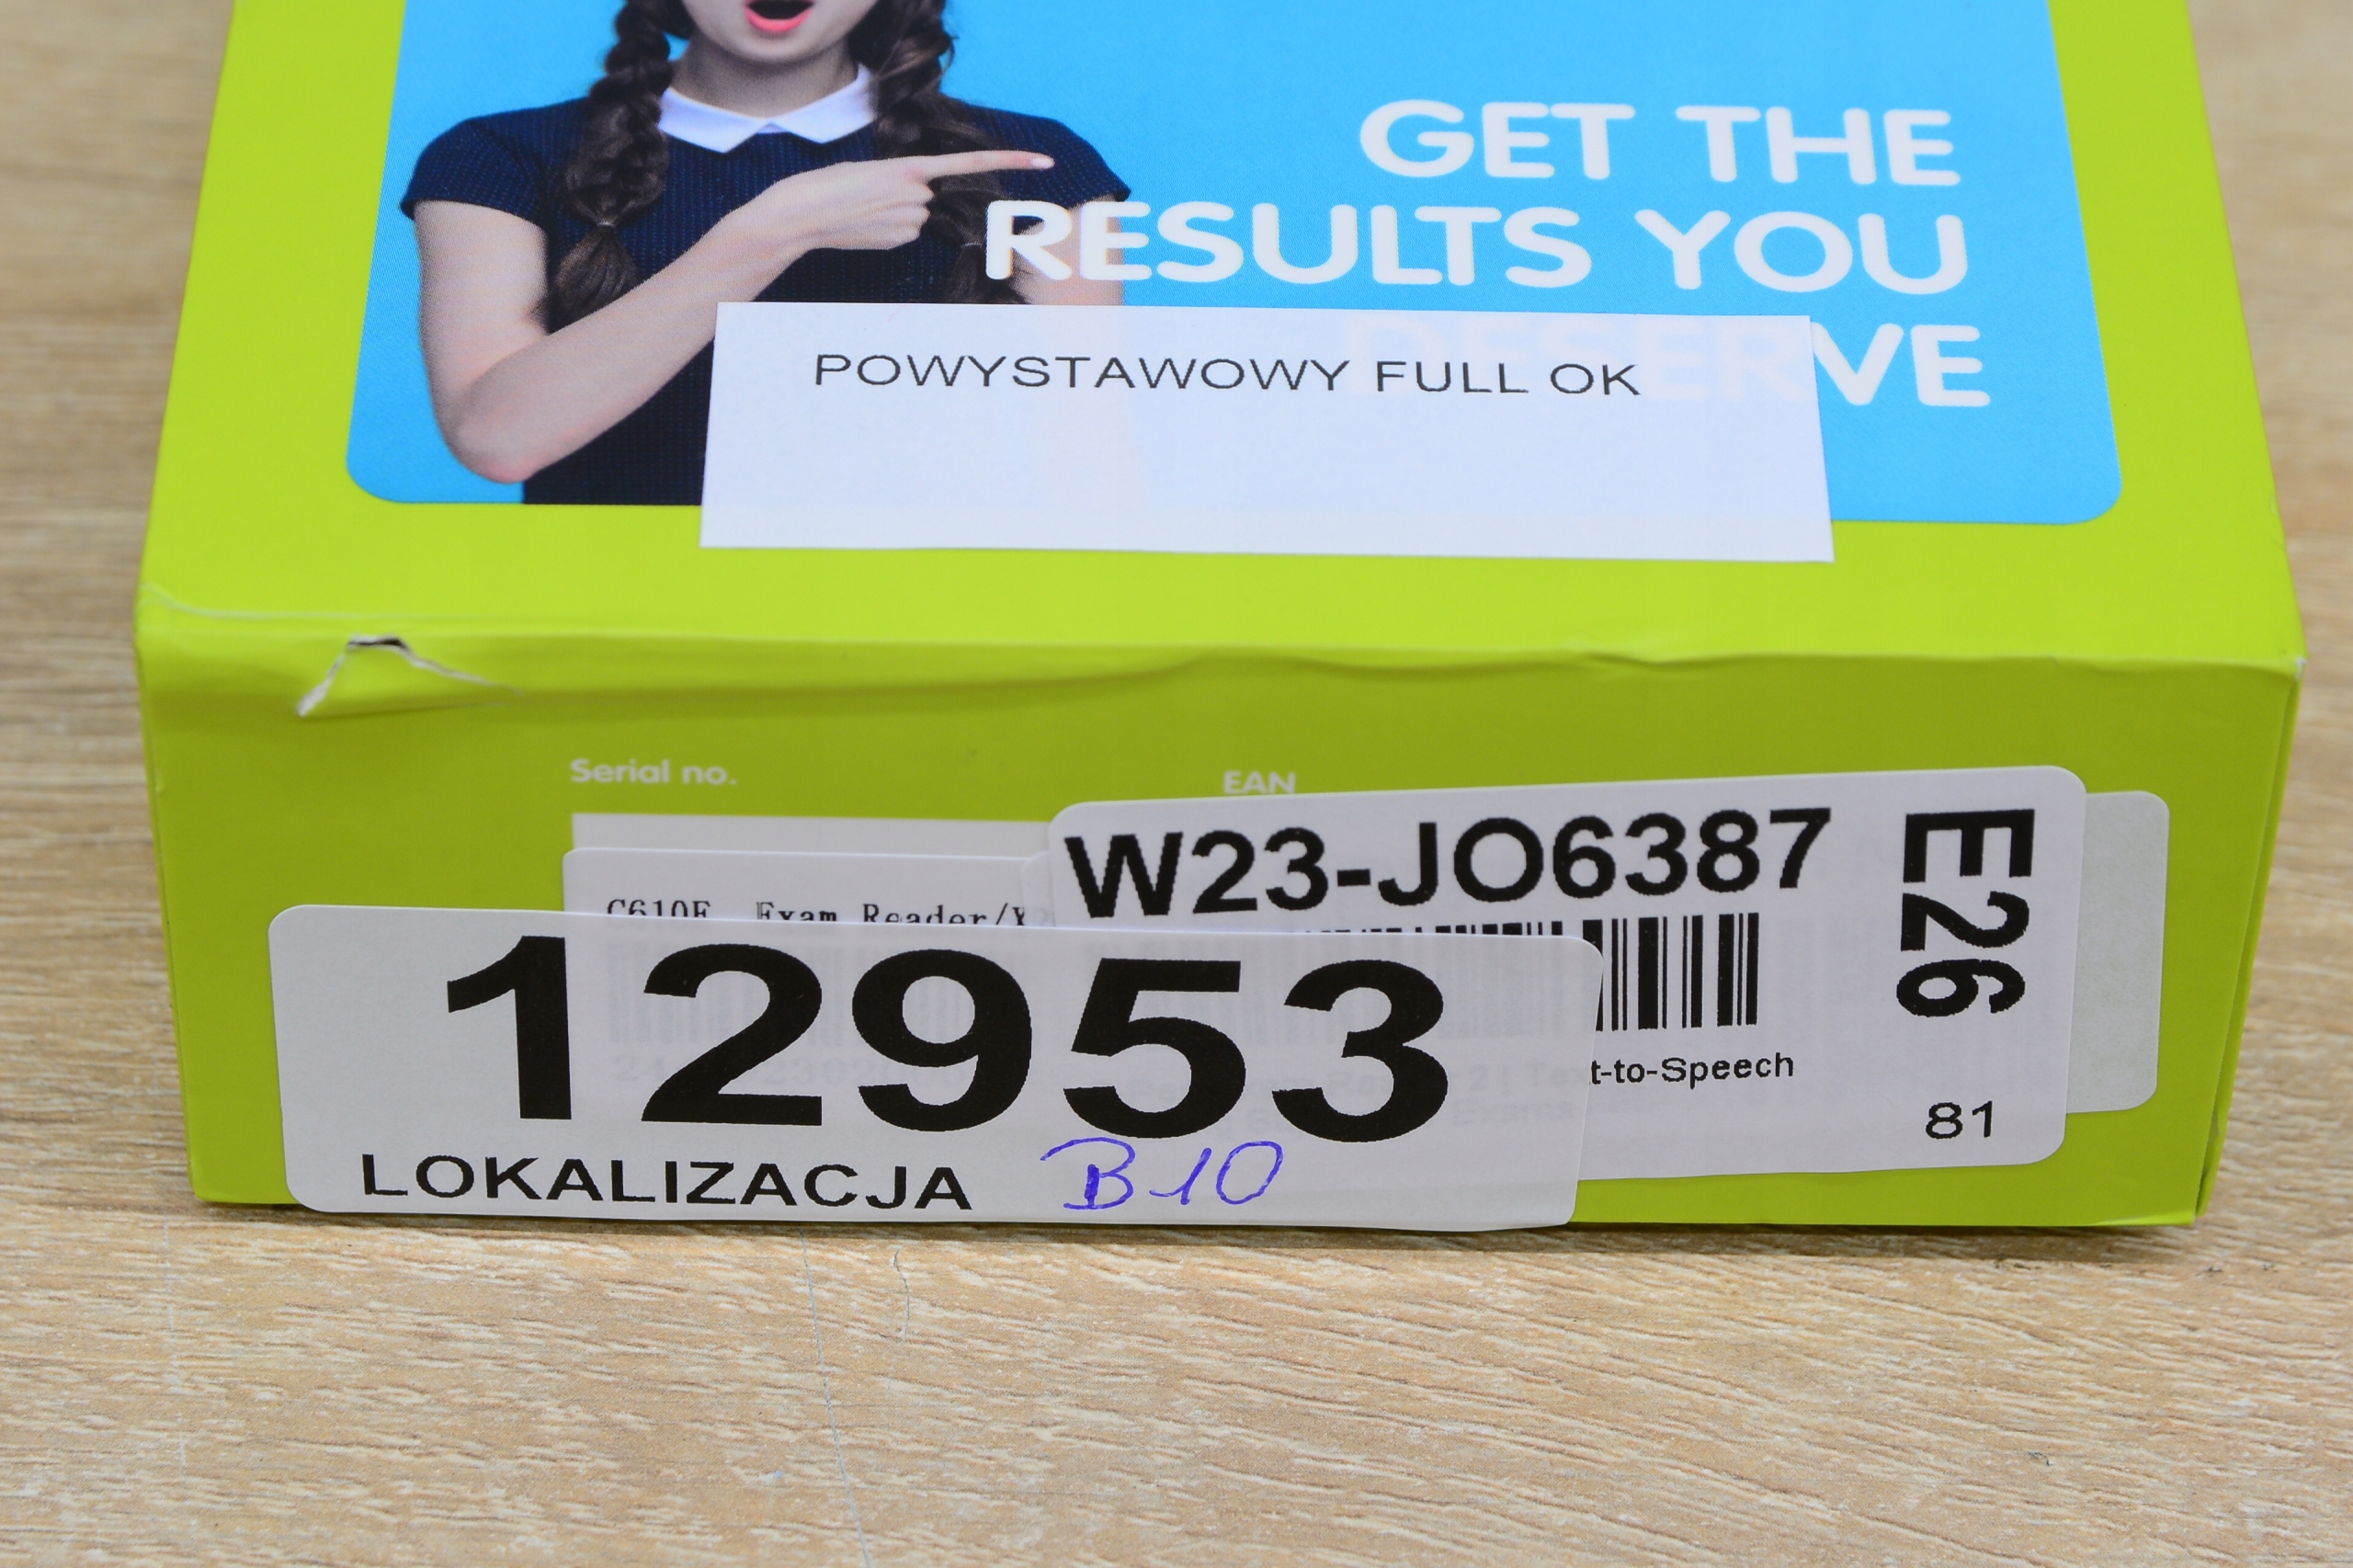 GET THE
RESULTS YOU
DESERVE
POWYSTAWOWY FULL OK
Serial no.
EAN
W23-JO6387
E26
C610E Exam Reader/X
12953
t-to-Speech
81
LOKALIZACJA B10